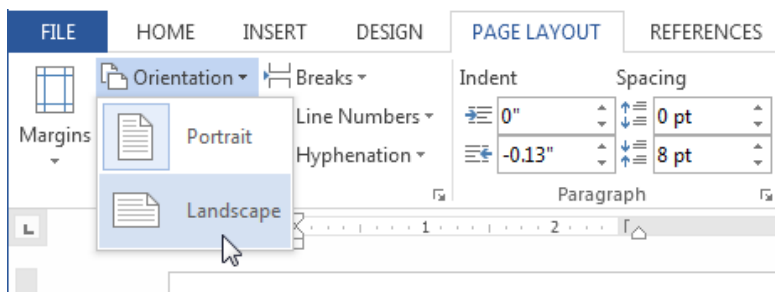 FILE HOME INSERT DESIGN PAGE LAYOUT REFERENCES
Orientation Breaks Indent Spacing
Margins Portrait Line Numbers 0" 0 pt
Hyphenation -0.13" 8 pt
Landscape Paragraph
1 2